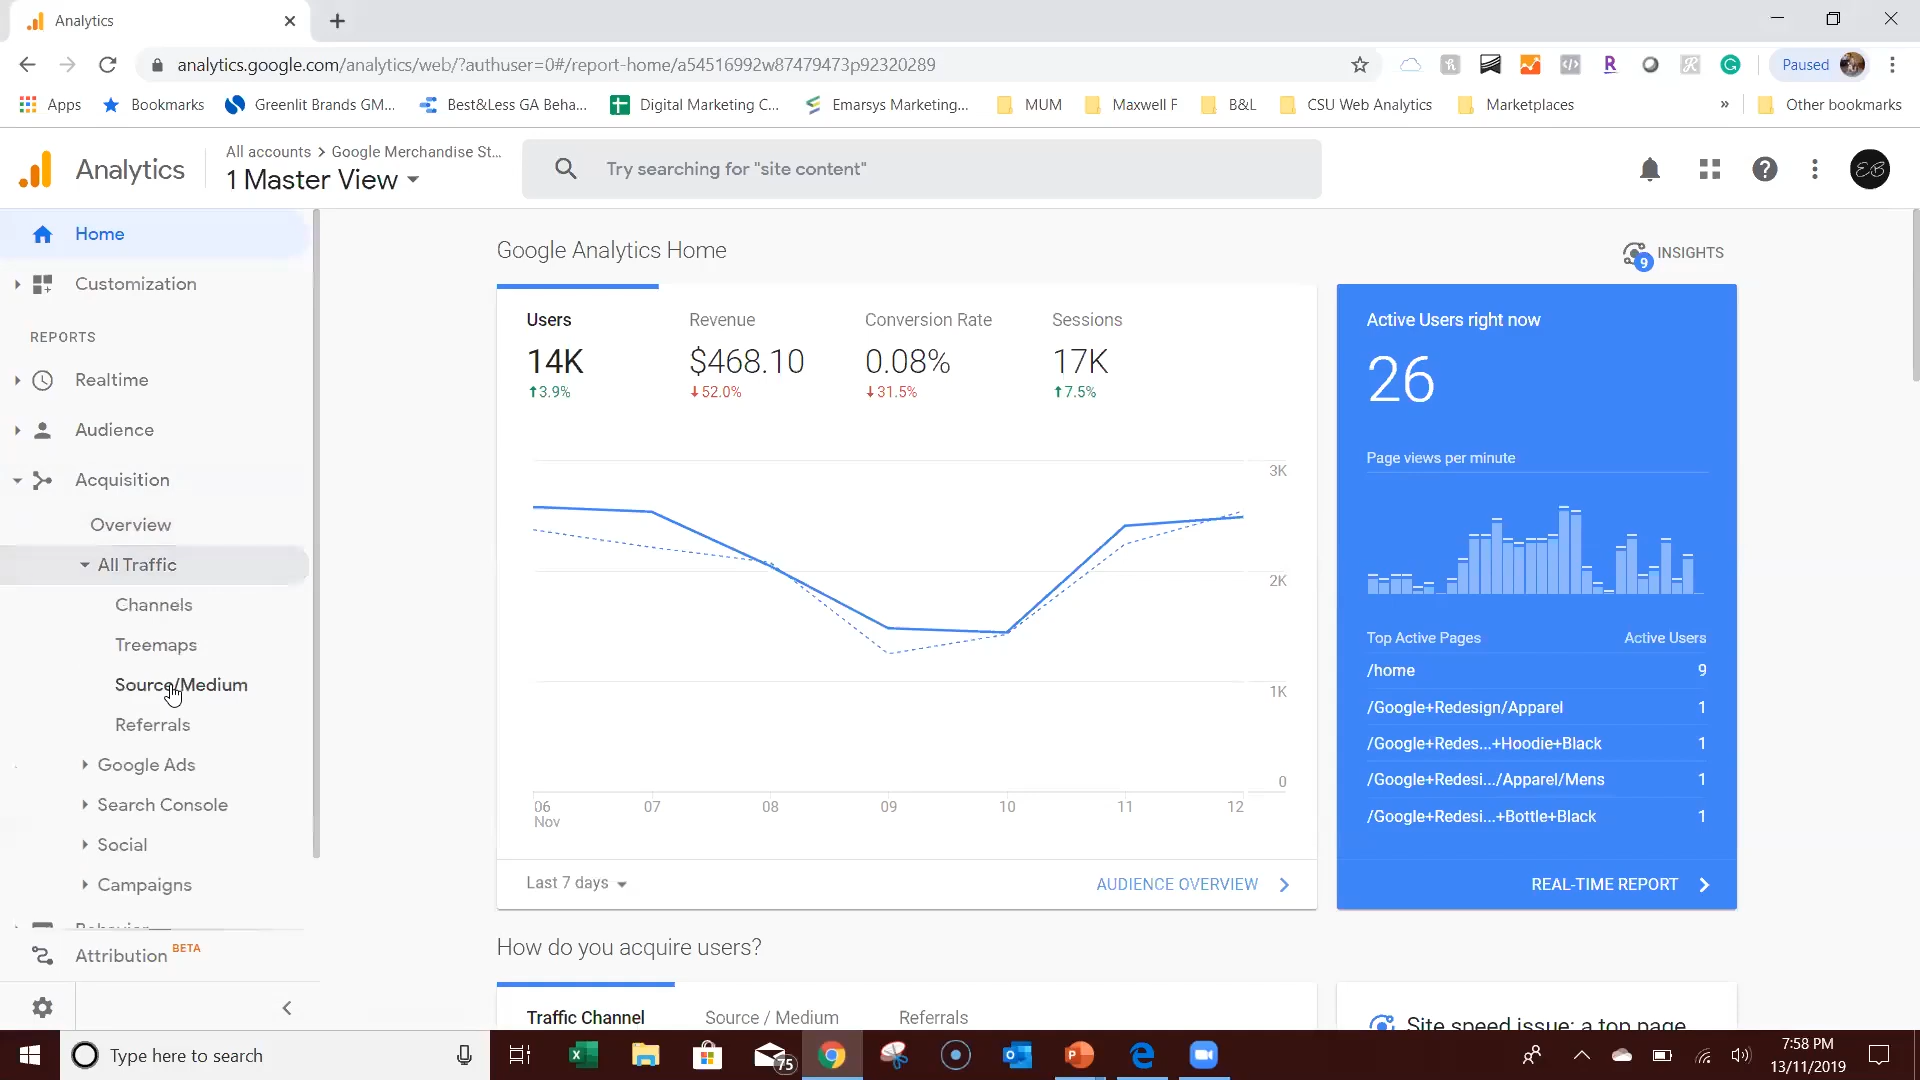 Analytics
analytics.google.com/analytics/web/?authuser=0#/report-home/a54516992w87479473p92320289
Paused
Apps
Bookmarks
Greenlit Brands GM...
Best&Less GA Beha...
Digital Marketing C...
Emarsys Marketing...
MUM
Maxwell F
B&L
CSU Web Analytics
Marketplaces
»
Other bookmarks
Analytics
All accounts > Google Merchandise St...
1 Master View
Try searching for "site content"
EB
Home
Customization
REPORTS
Realtime
Audience
Acquisition
Overview
All Traffic
Channels
Treemaps
Source/Medium
Referrals
Google Ads
Search Console
Social
Campaigns
Behavior
Attribution BETA
Google Analytics Home
9 INSIGHTS
Users
14K
3.9%
Revenue
$468.10
52.0%
Conversion Rate
0.08%
31.5%
Sessions
17K
7.5%
3K
2K
1K
0
06 07 08 09 10 11 12
Nov
Last 7 days
AUDIENCE OVERVIEW
Active Users right now
26
Page views per minute
Top Active Pages Active Users
/home 9
/Google+Redesign/Apparel 1
/Google+Redes...+Hoodie+Black 1
/Google+Redesi.../Apparel/Mens 1
/Google+Redesi...+Bottle+Black 1
REAL-TIME REPORT
How do you acquire users?
Traffic Channel
Source / Medium
Referrals
Site speed issue: a top page
Type here to search
75
7:58 PM
13/11/2019